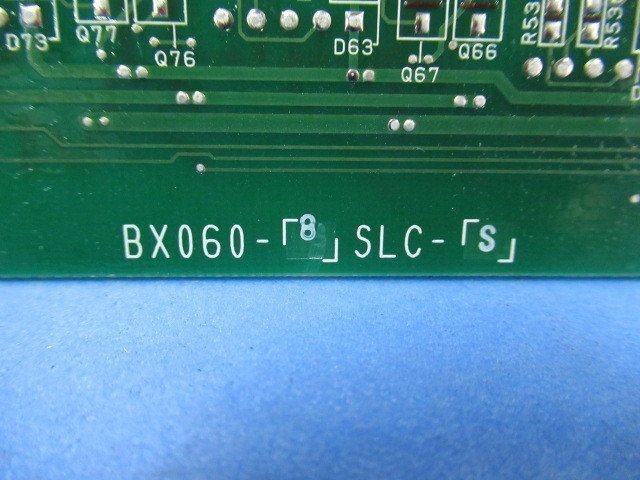 D73 Q77 Q76 D63 Q67 Q66 R53
BX060-「8」SLC-「S」